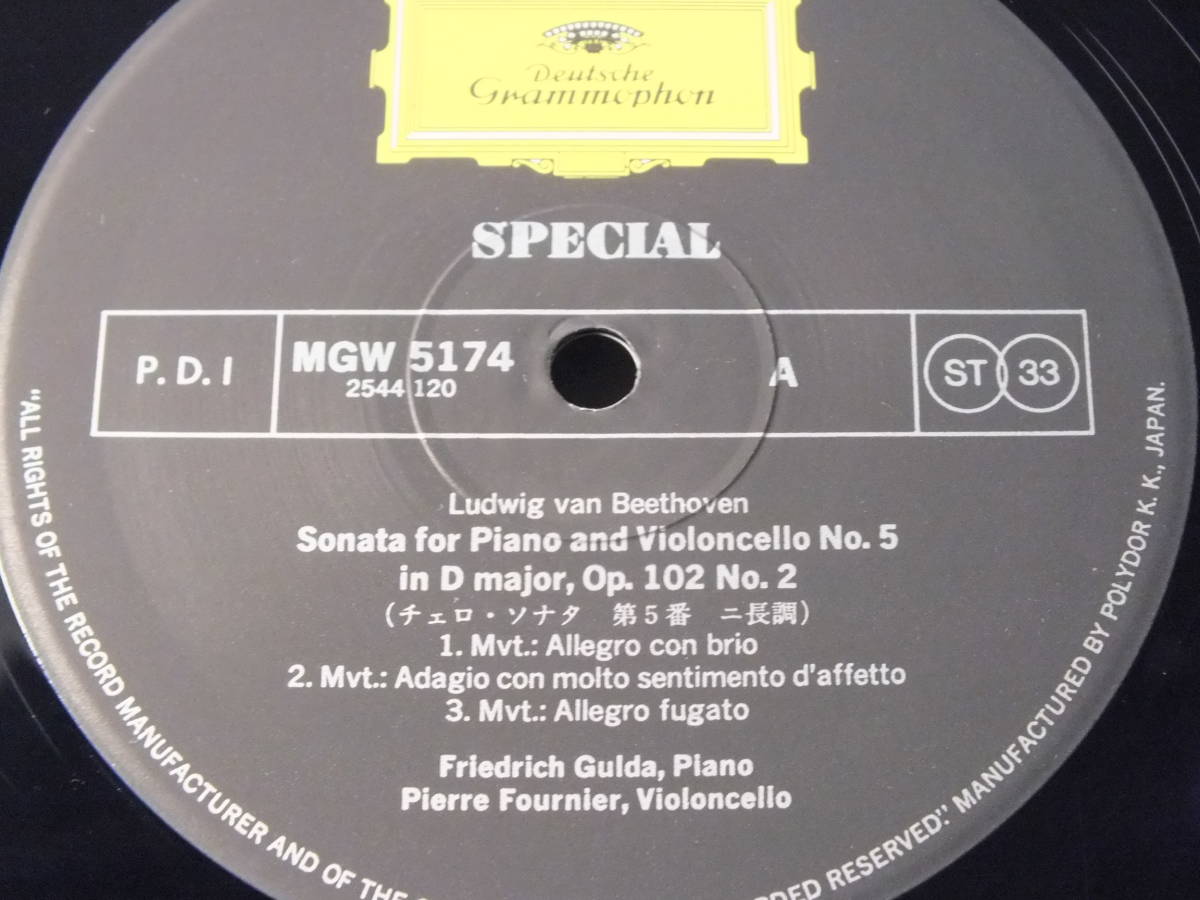 Deutsche
Grammophon
SPECIAL
P. D. I
MGW 5174
2544 120
A
ST 33
Ludwig van Beethoven
Sonata for Piano and Violoncello No. 5
in D major, Op. 102 No. 2
(チェロ・ソナタ 第5番 ニ長調)
1. Mvt.: Allegro con brio
2. Mvt.: Adagio con molto sentimento d'affetto
3. Mvt.: Allegro fugato
Friedrich Gulda, Piano
Pierre Fournier, Violoncello
"ALL RIGHTS OF THE RECORD MANUFACTURER AND OF THE
RESERVED." MANUFACTURED BY POLYDOR K. K., JAPAN.